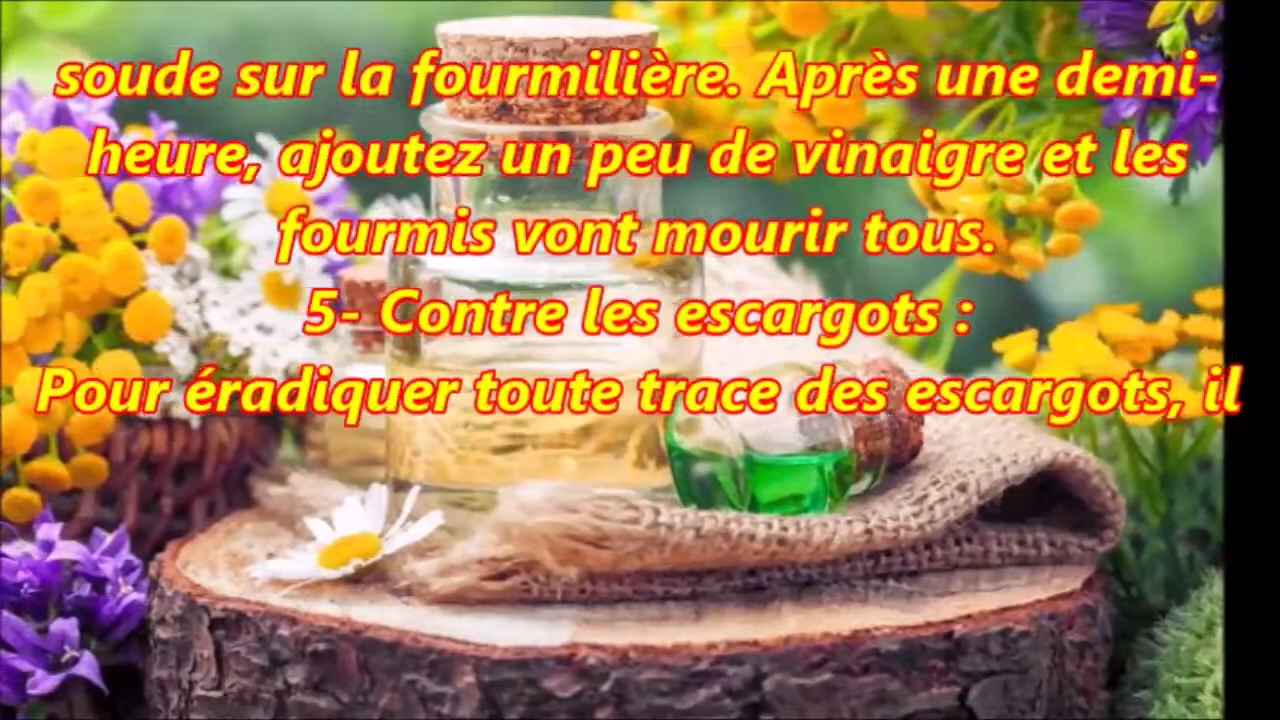 soude sur la fourmilière. Après une demi-
heure, ajoutez un peu de vinaigre et les
fourmis vont mourir tous.
5- Contre les escargots :
Pour éradiquer toute trace des escargots, il